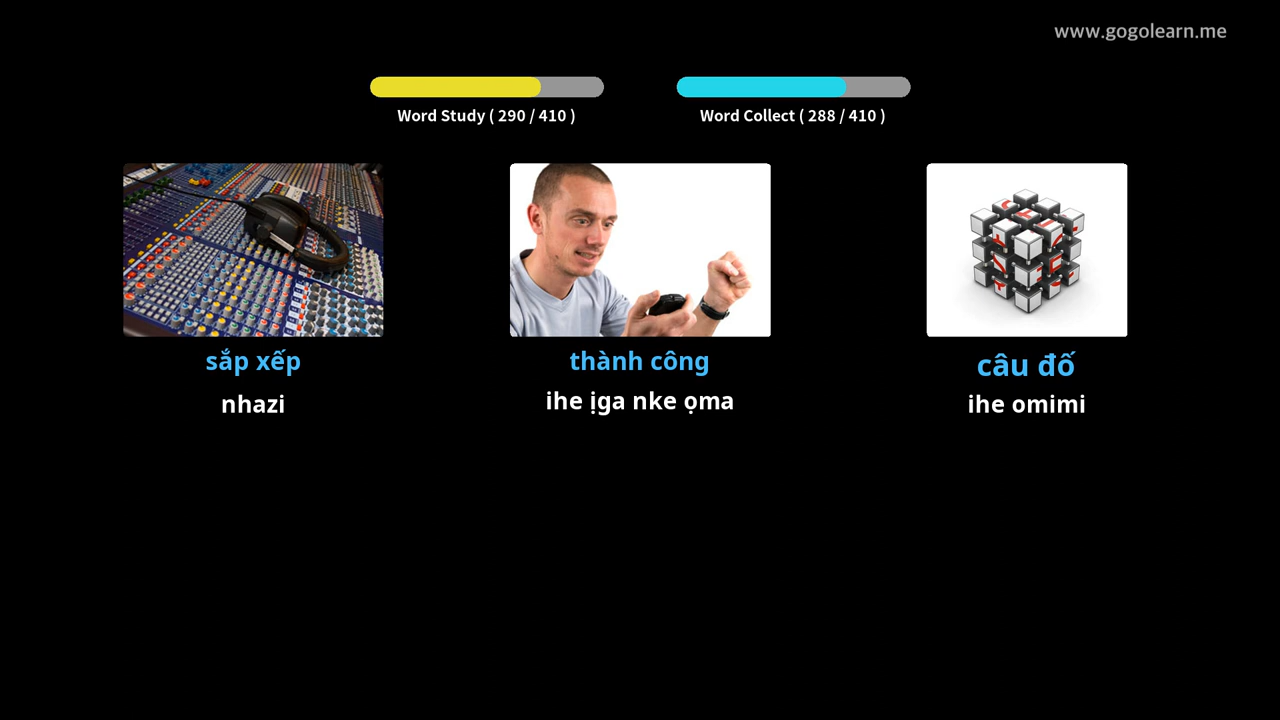 www.gogolearn.me
Word Study ( 290 / 410 )
Word Collect ( 288 / 410 )
sắp xếp
thành công
câu đố
nhazi
ihe ịga nke ọma
ihe omimi